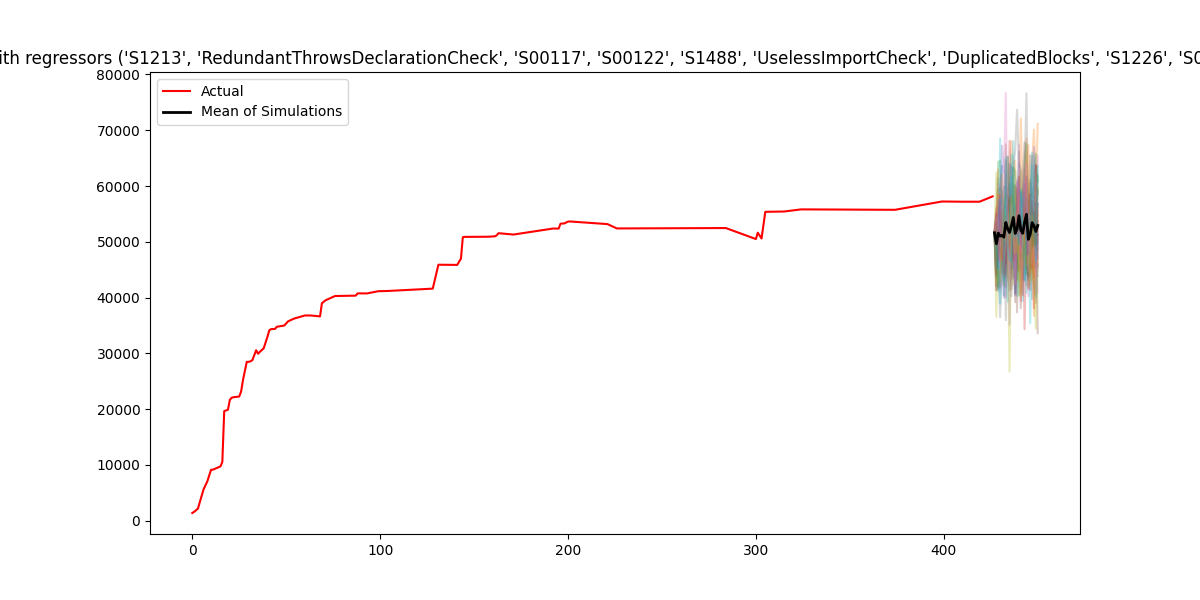 ith regressors ('S1213', 'RedundantThrowsDeclarationCheck', 'S00117', 'S00122', 'S1488', 'UselessImportCheck', 'DuplicatedBlocks', 'S1226', 'S0
80000
70000
60000
50000
40000
30000
20000
10000
0
Actual
Mean of Simulations
0 100 200 300 400